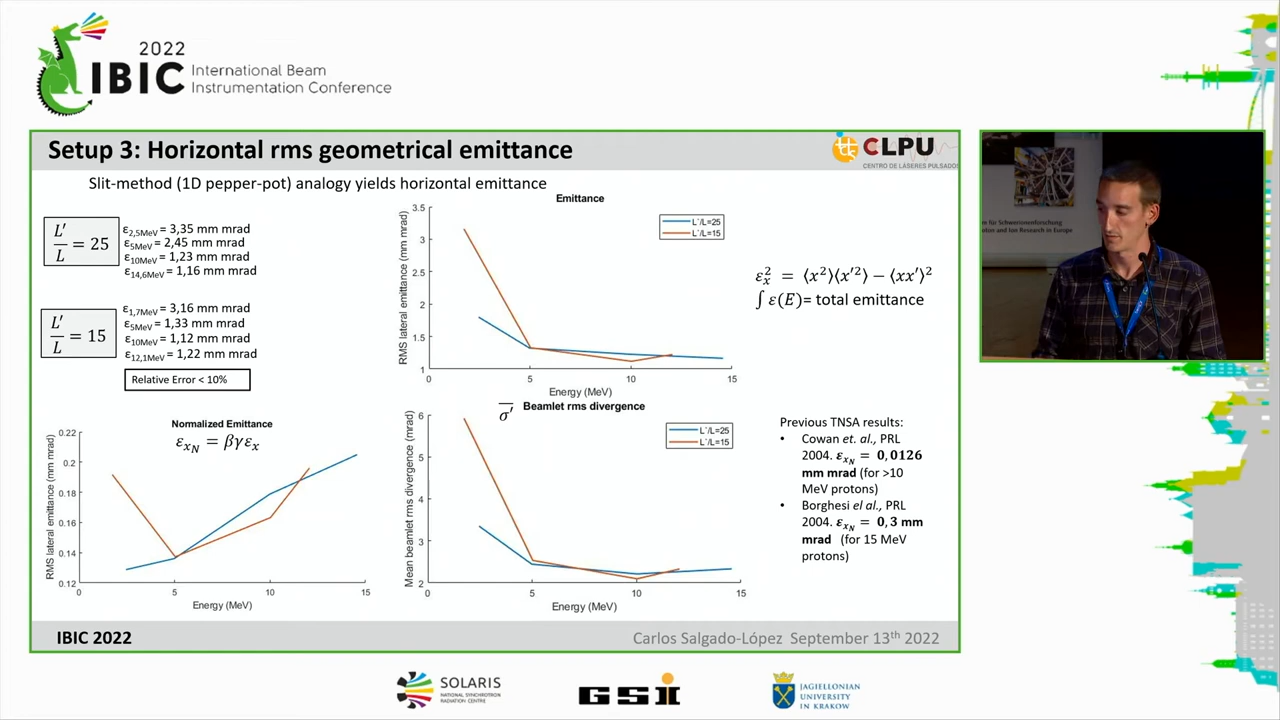 2022
IBIC International Beam
Instrumentation Conference
Setup 3: Horizontal rms geometrical emittance
CLPU
CENTRO DE LÁSERES PULSADOS
Slit-method (1D pepper-pot) analogy yields horizontal emittance
L'/L = 25
ε2,5MeV = 3,35 mm mrad
ε5MeV = 2,45 mm mrad
ε10MeV = 1,23 mm mrad
ε14,6MeV = 1,16 mm mrad
L'/L = 15
ε1,7MeV = 3,16 mm mrad
ε5MeV = 1,33 mm mrad
ε10MeV = 1,12 mm mrad
ε12,1MeV = 1,22 mm mrad
Relative Error < 10%
Emittance
RMS lateral emittance (mm mrad)
3.5
3
2.5
2
1.5
1
0 5 10 15
Energy (MeV)
L´/L=25
L´/L=15
εx² = ⟨x²⟩⟨x'²⟩ − ⟨xx'⟩²
∫ ε(E)= total emittance
Normalized Emittance
εxN = βγεx
RMS lateral emittance (mm mrad)
0.22
0.2
0.18
0.16
0.14
0.12
0 5 10 15
Energy (MeV)
σ' Beamlet rms divergence
Mean beamlet rms divergence (mrad)
6
5
4
3
2
0 5 10 15
Energy (MeV)
L´/L=25
L´/L=15
Previous TNSA results:
• Cowan et. al., PRL
2004. εxN = 0,0126
mm mrad (for >10
MeV protons)
• Borghesi el al., PRL
2004. εxN = 0,3 mm
mrad (for 15 MeV
protons)
IBIC 2022
Carlos Salgado-López September 13th 2022
für Schwerionenforschung
and Ion Research in Europe
SOLARIS
NATIONAL SYNCHROTRON
RADIATION CENTRE
GSI
JAGIELLONIAN
UNIVERSITY
IN KRAKOW